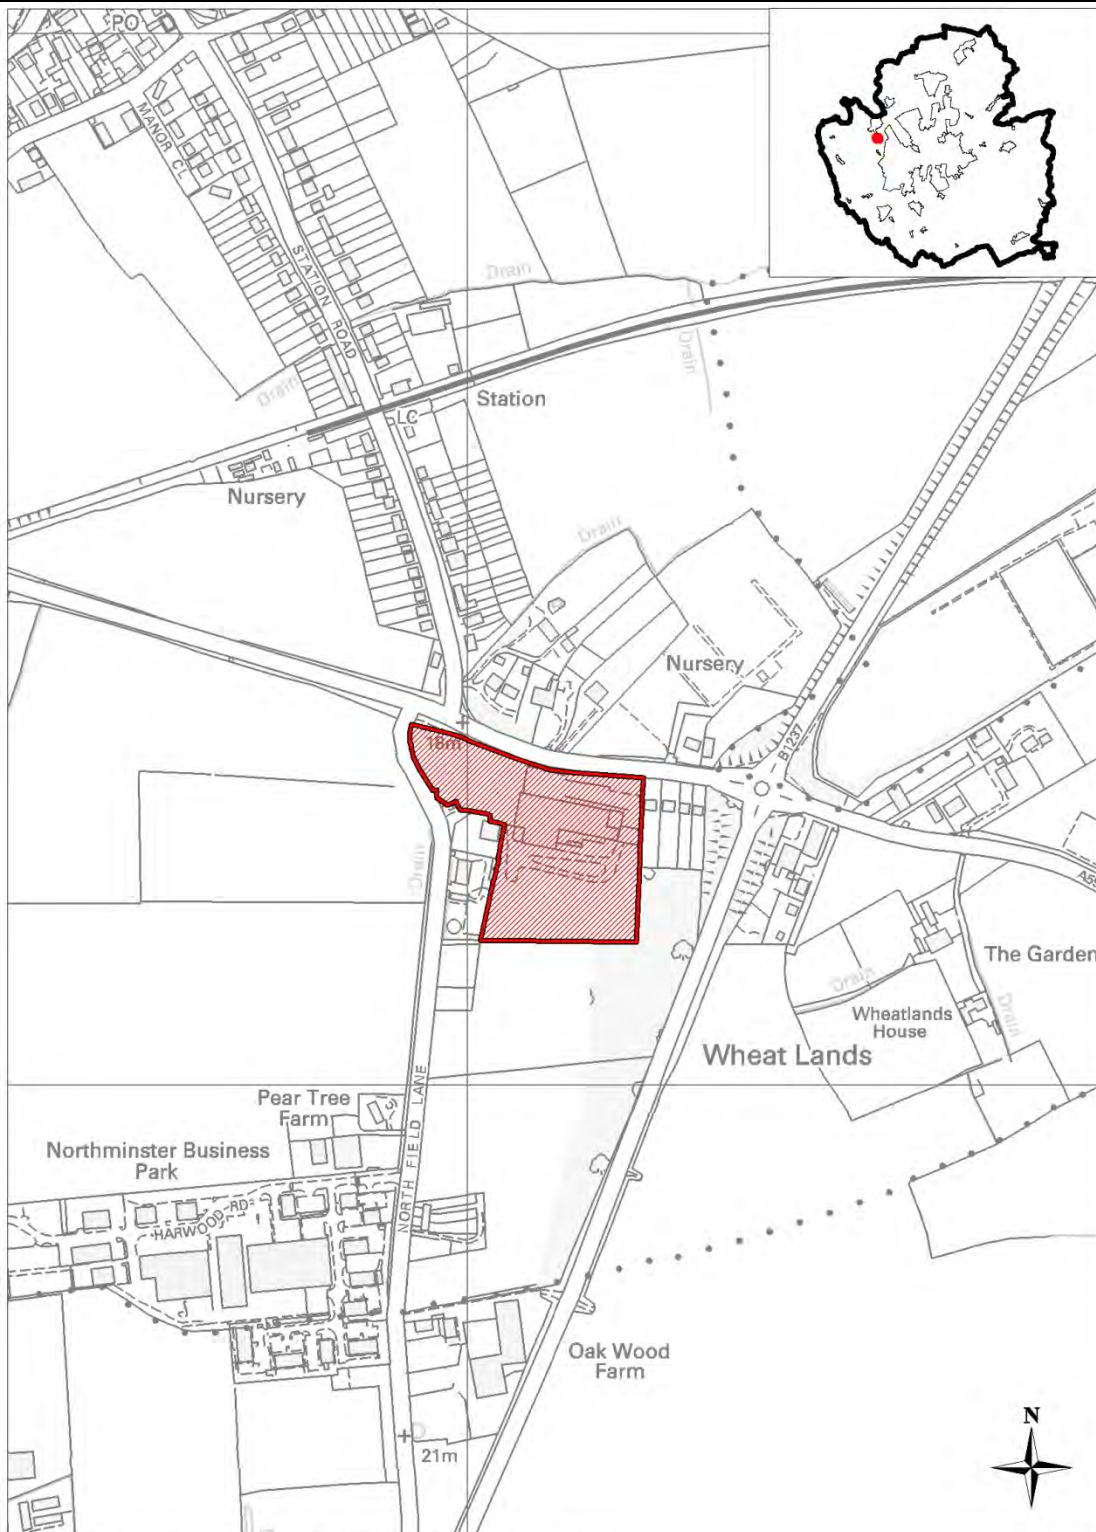 PO
MANOR CL
STATION ROAD
Drain
Drain
Drain
Station
LC
Nursery
Drain
Nursery
18m
B1237
Drain
A59
The Garden
Drain
Drain
Wheatlands
House
Wheat Lands
Pear Tree
Farm
NORTH FIELD LANE
Northminster Business
Park
HARWOOD RD
Oak Wood
Farm
21m
N